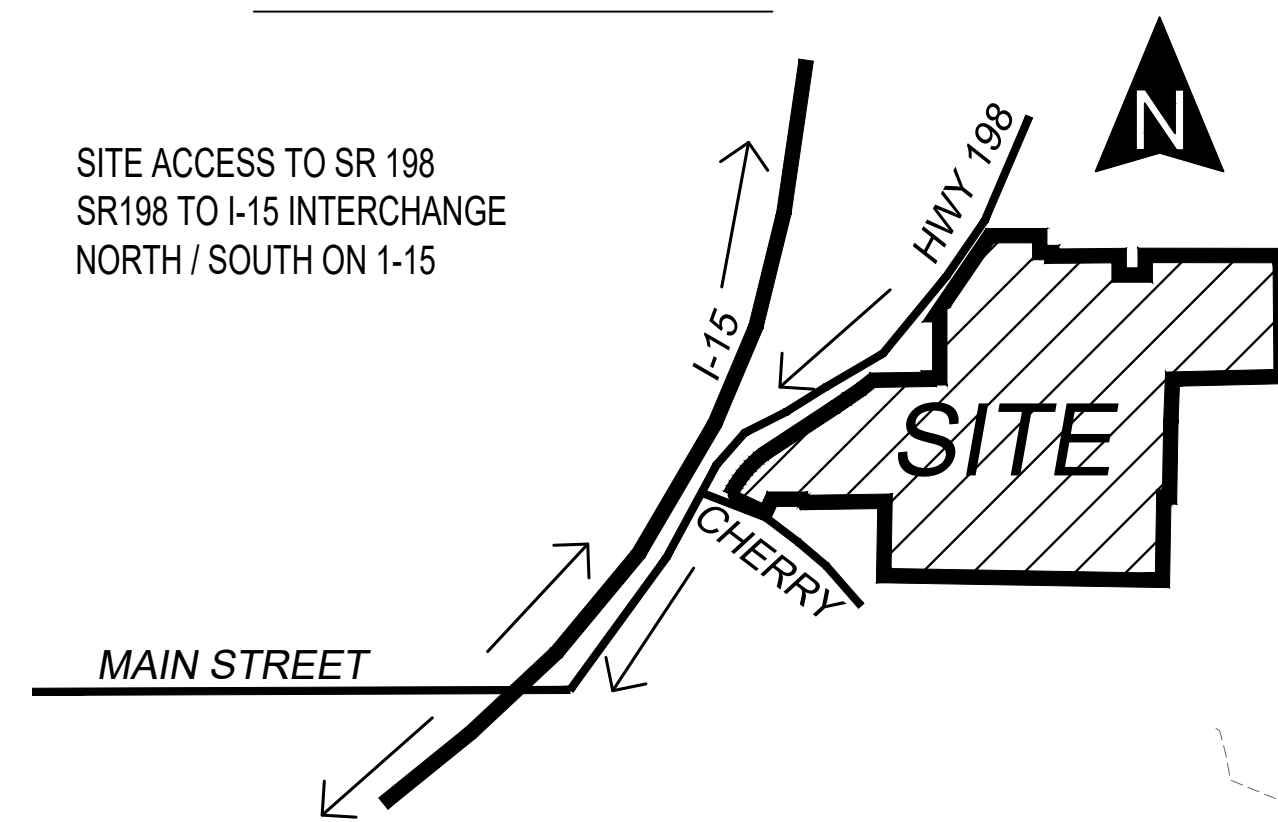 N
HWY 198
SITE ACCESS TO SR 198
SR198 TO I-15 INTERCHANGE
NORTH / SOUTH ON 1-15
I-15
SITE
CHERRY
MAIN STREET